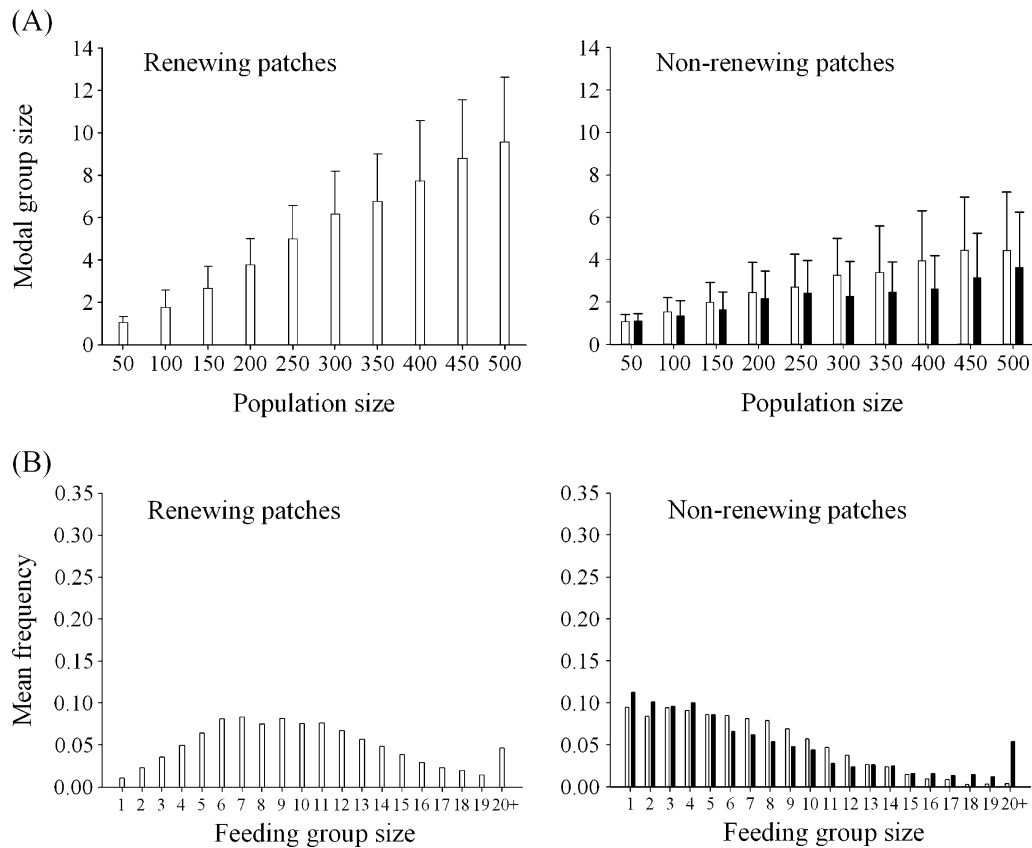 (A)
Renewing patches
Modal group size
14
12
10
8
6
4
2
0
50 100 150 200 250 300 350 400 450 500
Population size
Non-renewing patches
14
12
10
8
6
4
2
0
50 100 150 200 250 300 350 400 450 500
Population size
(B)
Renewing patches
Mean frequency
0.35
0.30
0.25
0.20
0.15
0.10
0.05
0.00
1 2 3 4 5 6 7 8 9 10 11 12 13 14 15 16 17 18 19 20+
Feeding group size
Non-renewing patches
0.35
0.30
0.25
0.20
0.15
0.10
0.05
0.00
1 2 3 4 5 6 7 8 9 10 11 12 13 14 15 16 17 18 19 20+
Feeding group size